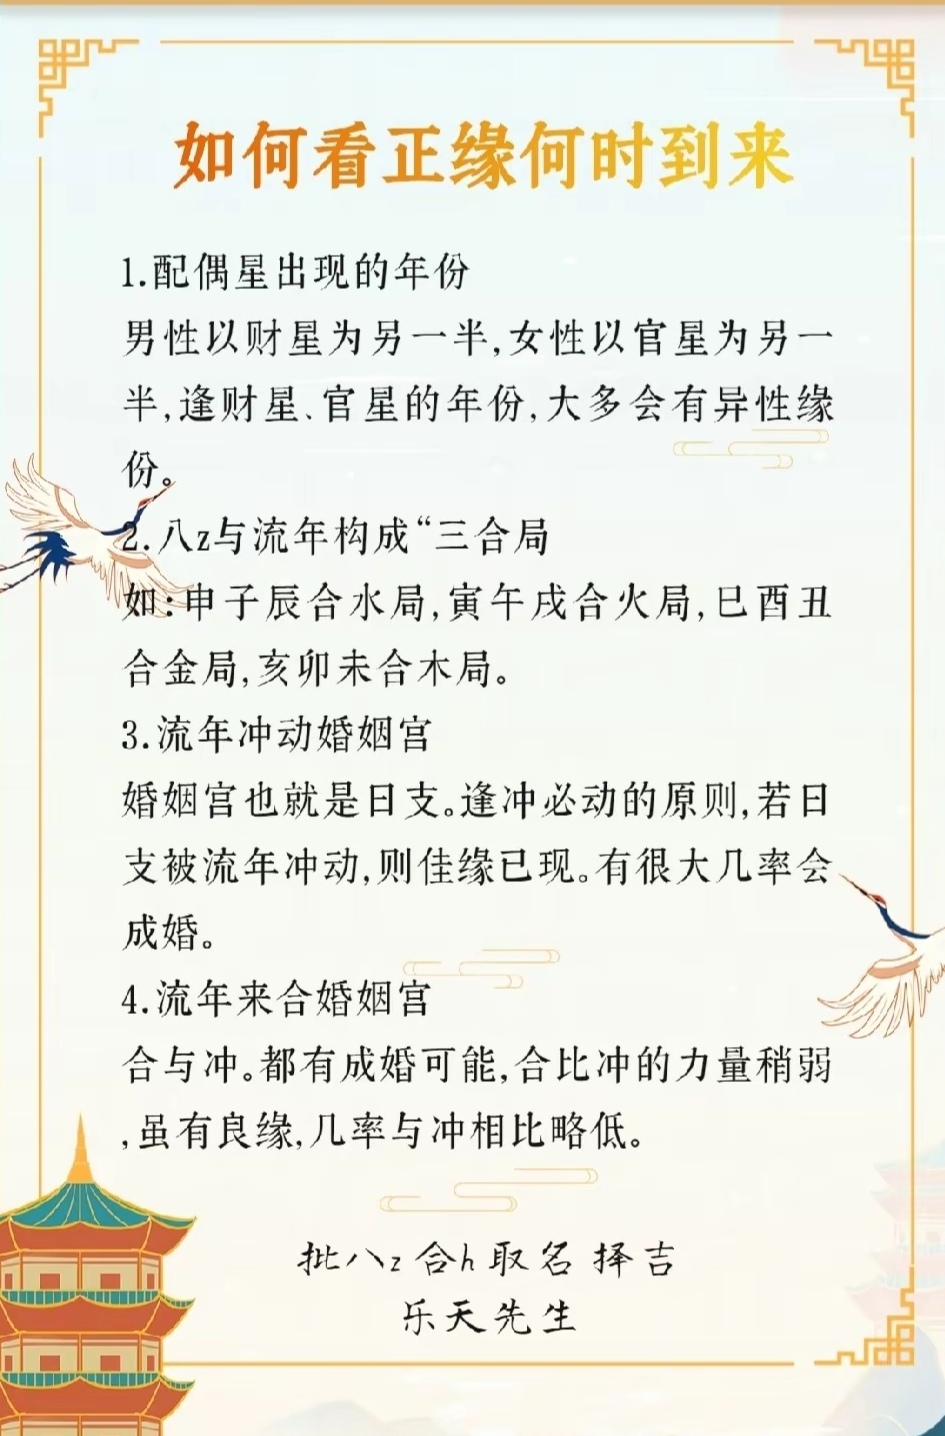 如何看正缘何时到来
1.配偶星出现的年份
男性以财星为另一半,女性以官星为另一
半,逢财星、官星的年份,大多会有异性缘
份。
2.八z与流年构成“三合局
如:申子辰合水局,寅午戌合火局,巳酉丑
合金局,亥卯未合木局。
3.流年冲动婚姻宫
婚姻宫也就是日支。逢冲必动的原则,若日
支被流年冲动,则佳缘已现。有很大几率会
成婚。
4.流年来合婚姻宫
合与冲。都有成婚可能,合比冲的力量稍弱
,虽有良缘,几率与冲相比略低。
批八z 合h 取名 择吉
乐天先生